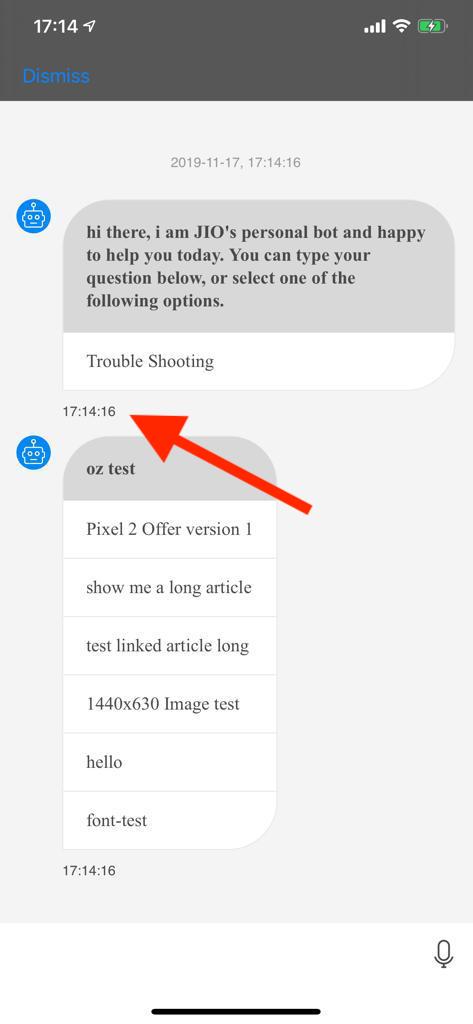 17:14
Dismiss
2019-11-17, 17:14:16
hi there, i am JIO's personal bot and happy
to help you today. You can type your
question below, or select one of the
following options.
Trouble Shooting
17:14:16
oz test
Pixel 2 Offer version 1
show me a long article
test linked article long
1440x630 Image test
hello
font-test
17:14:16